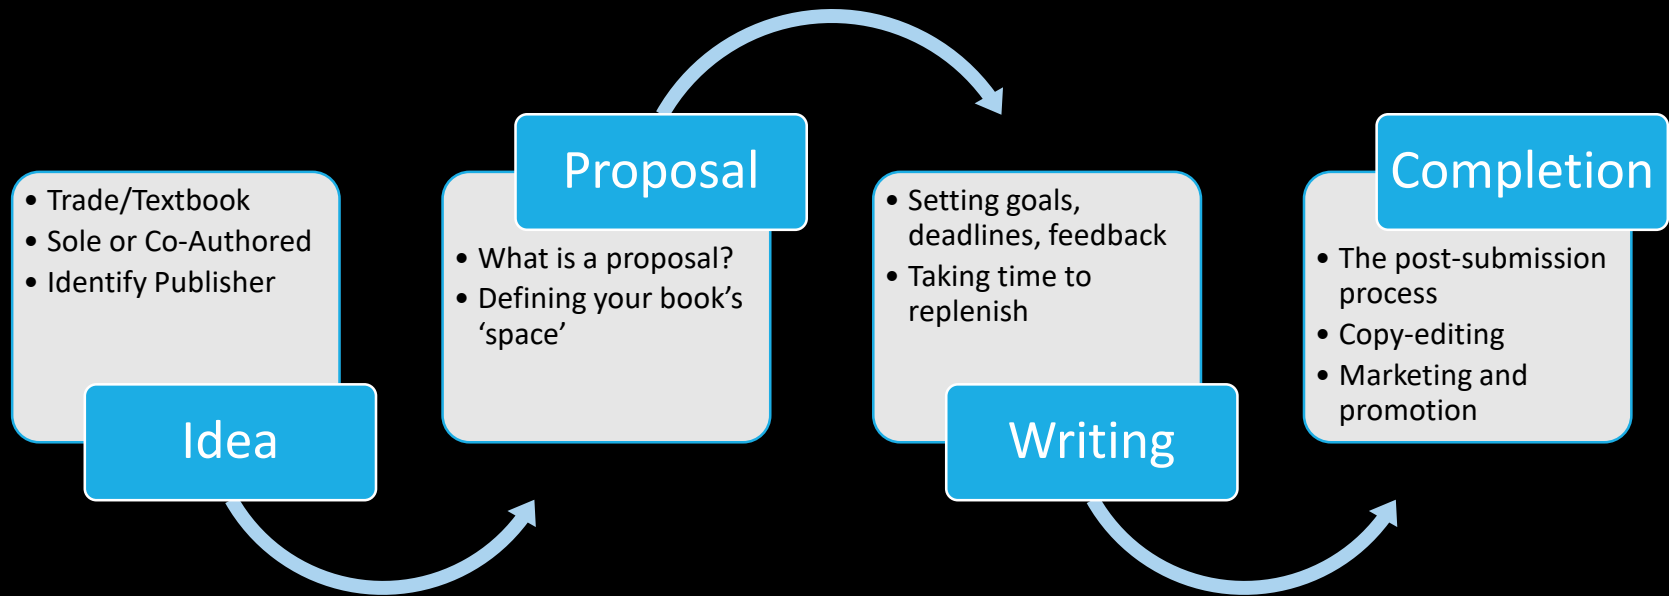 • Trade/Textbook
• Sole or Co-Authored
• Identify Publisher
Idea
Proposal
• What is a proposal?
• Defining your book’s
‘space’
• Setting goals,
deadlines, feedback
• Taking time to
replenish
Writing
Completion
• The post-submission
process
• Copy-editing
• Marketing and
promotion